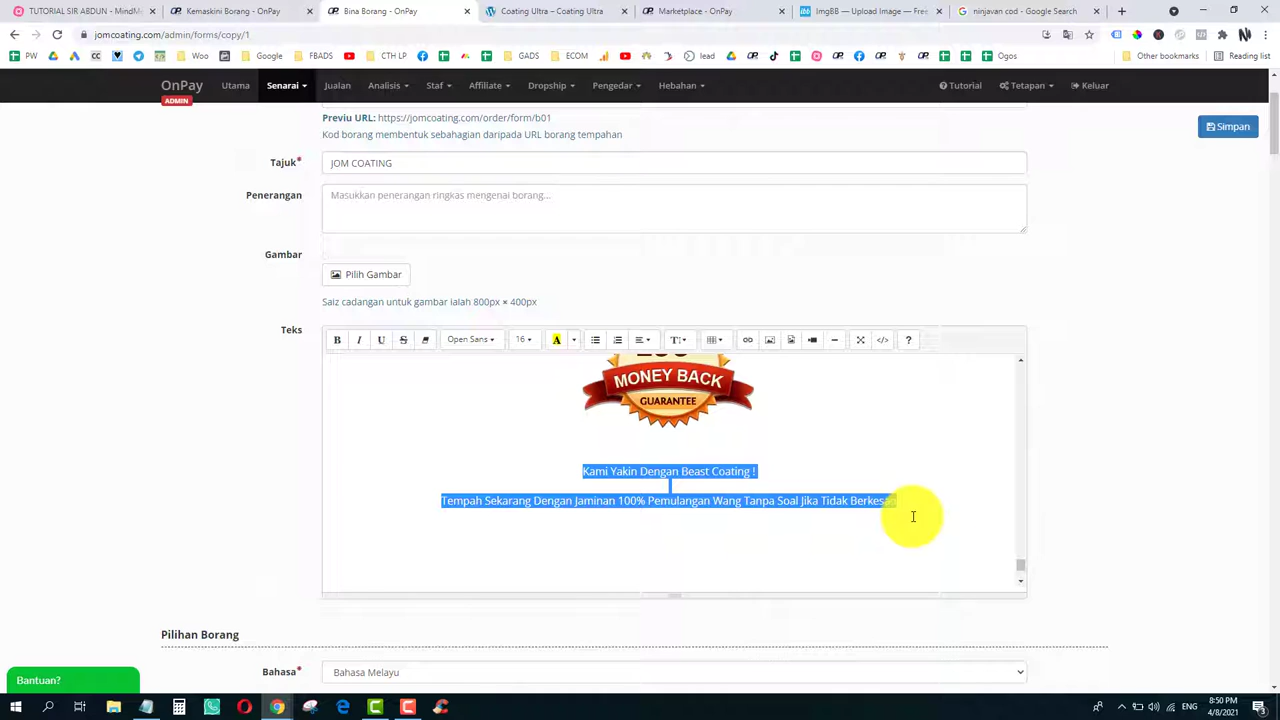 TUTORIAL SIR ABDUN - MindM
Kemaskini Borang - OnPay
Bina Borang - OnPay
Coating Ultra – Coating Ultra
Marketplace - OnPay
ImgBB — Upload Image — Fre
ninjavan cod - Google Search
jomcoating.com/admin/forms/copy/1
PW
Woo
Google
FBADS
CTH LP
GADS
ECOM
lead
Ogos
Other bookmarks
Reading list
OnPay
ADMIN
Utama
Senarai
Jualan
Analisis
Staf
Affiliate
Dropship
Pengedar
Hebahan
Tutorial
Tetapan
Keluar
Previu URL: https://jomcoating.com/order/form/b01
Kod borang membentuk sebahagian daripada URL borang tempahan
Simpan
Tajuk*
JOM COATING
Penerangan
Masukkan penerangan ringkas mengenai borang...
Gambar
Pilih Gambar
Saiz cadangan untuk gambar ialah 800px × 400px
Teks
B I U S Open Sans 16 A
MONEY BACK
GUARANTEE
Kami Yakin Dengan Beast Coating !
Tempah Sekarang Dengan Jaminan 100% Pemulangan Wang Tanpa Soal Jika Tidak Berkesan
Pilihan Borang
Bahasa*
Bahasa Melayu
Bantuan?
8:50 PM
4/8/2021